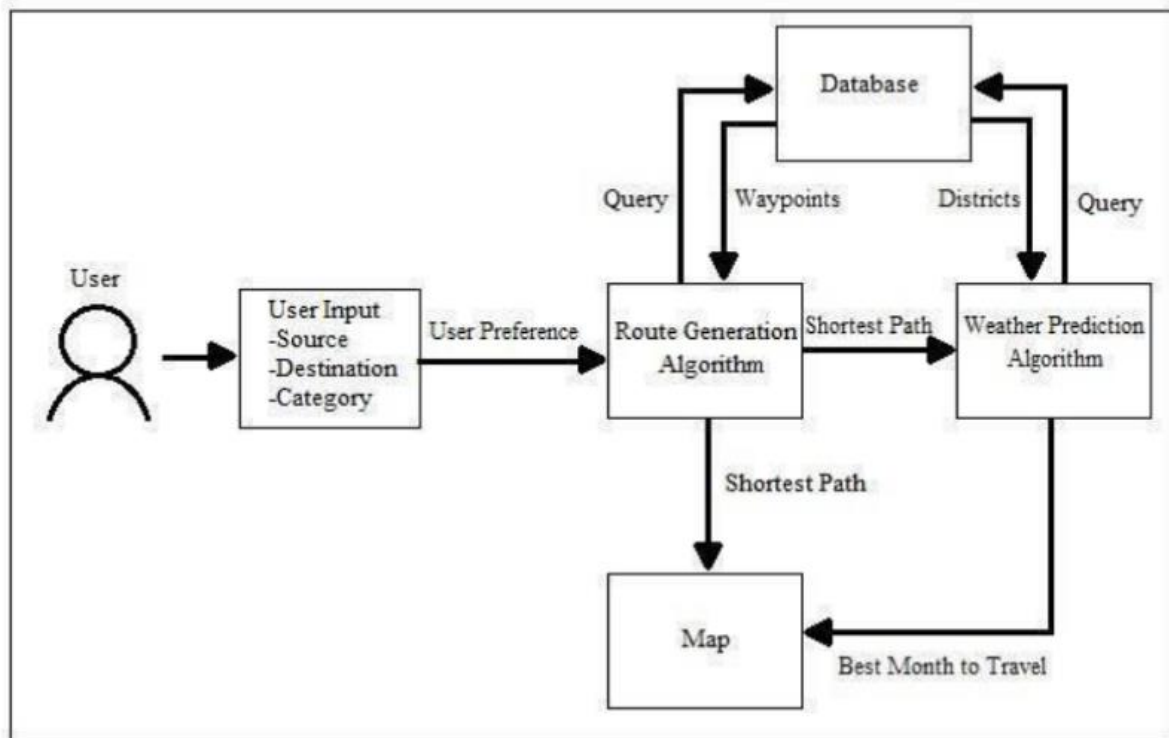 Database
Query
Waypoints
Districts
Query
User
User Input
-Source
-Destination
-Category
User Preference
Route Generation
Algorithm
Shortest Path
Weather Prediction
Algorithm
Shortest Path
Map
Best Month to Travel